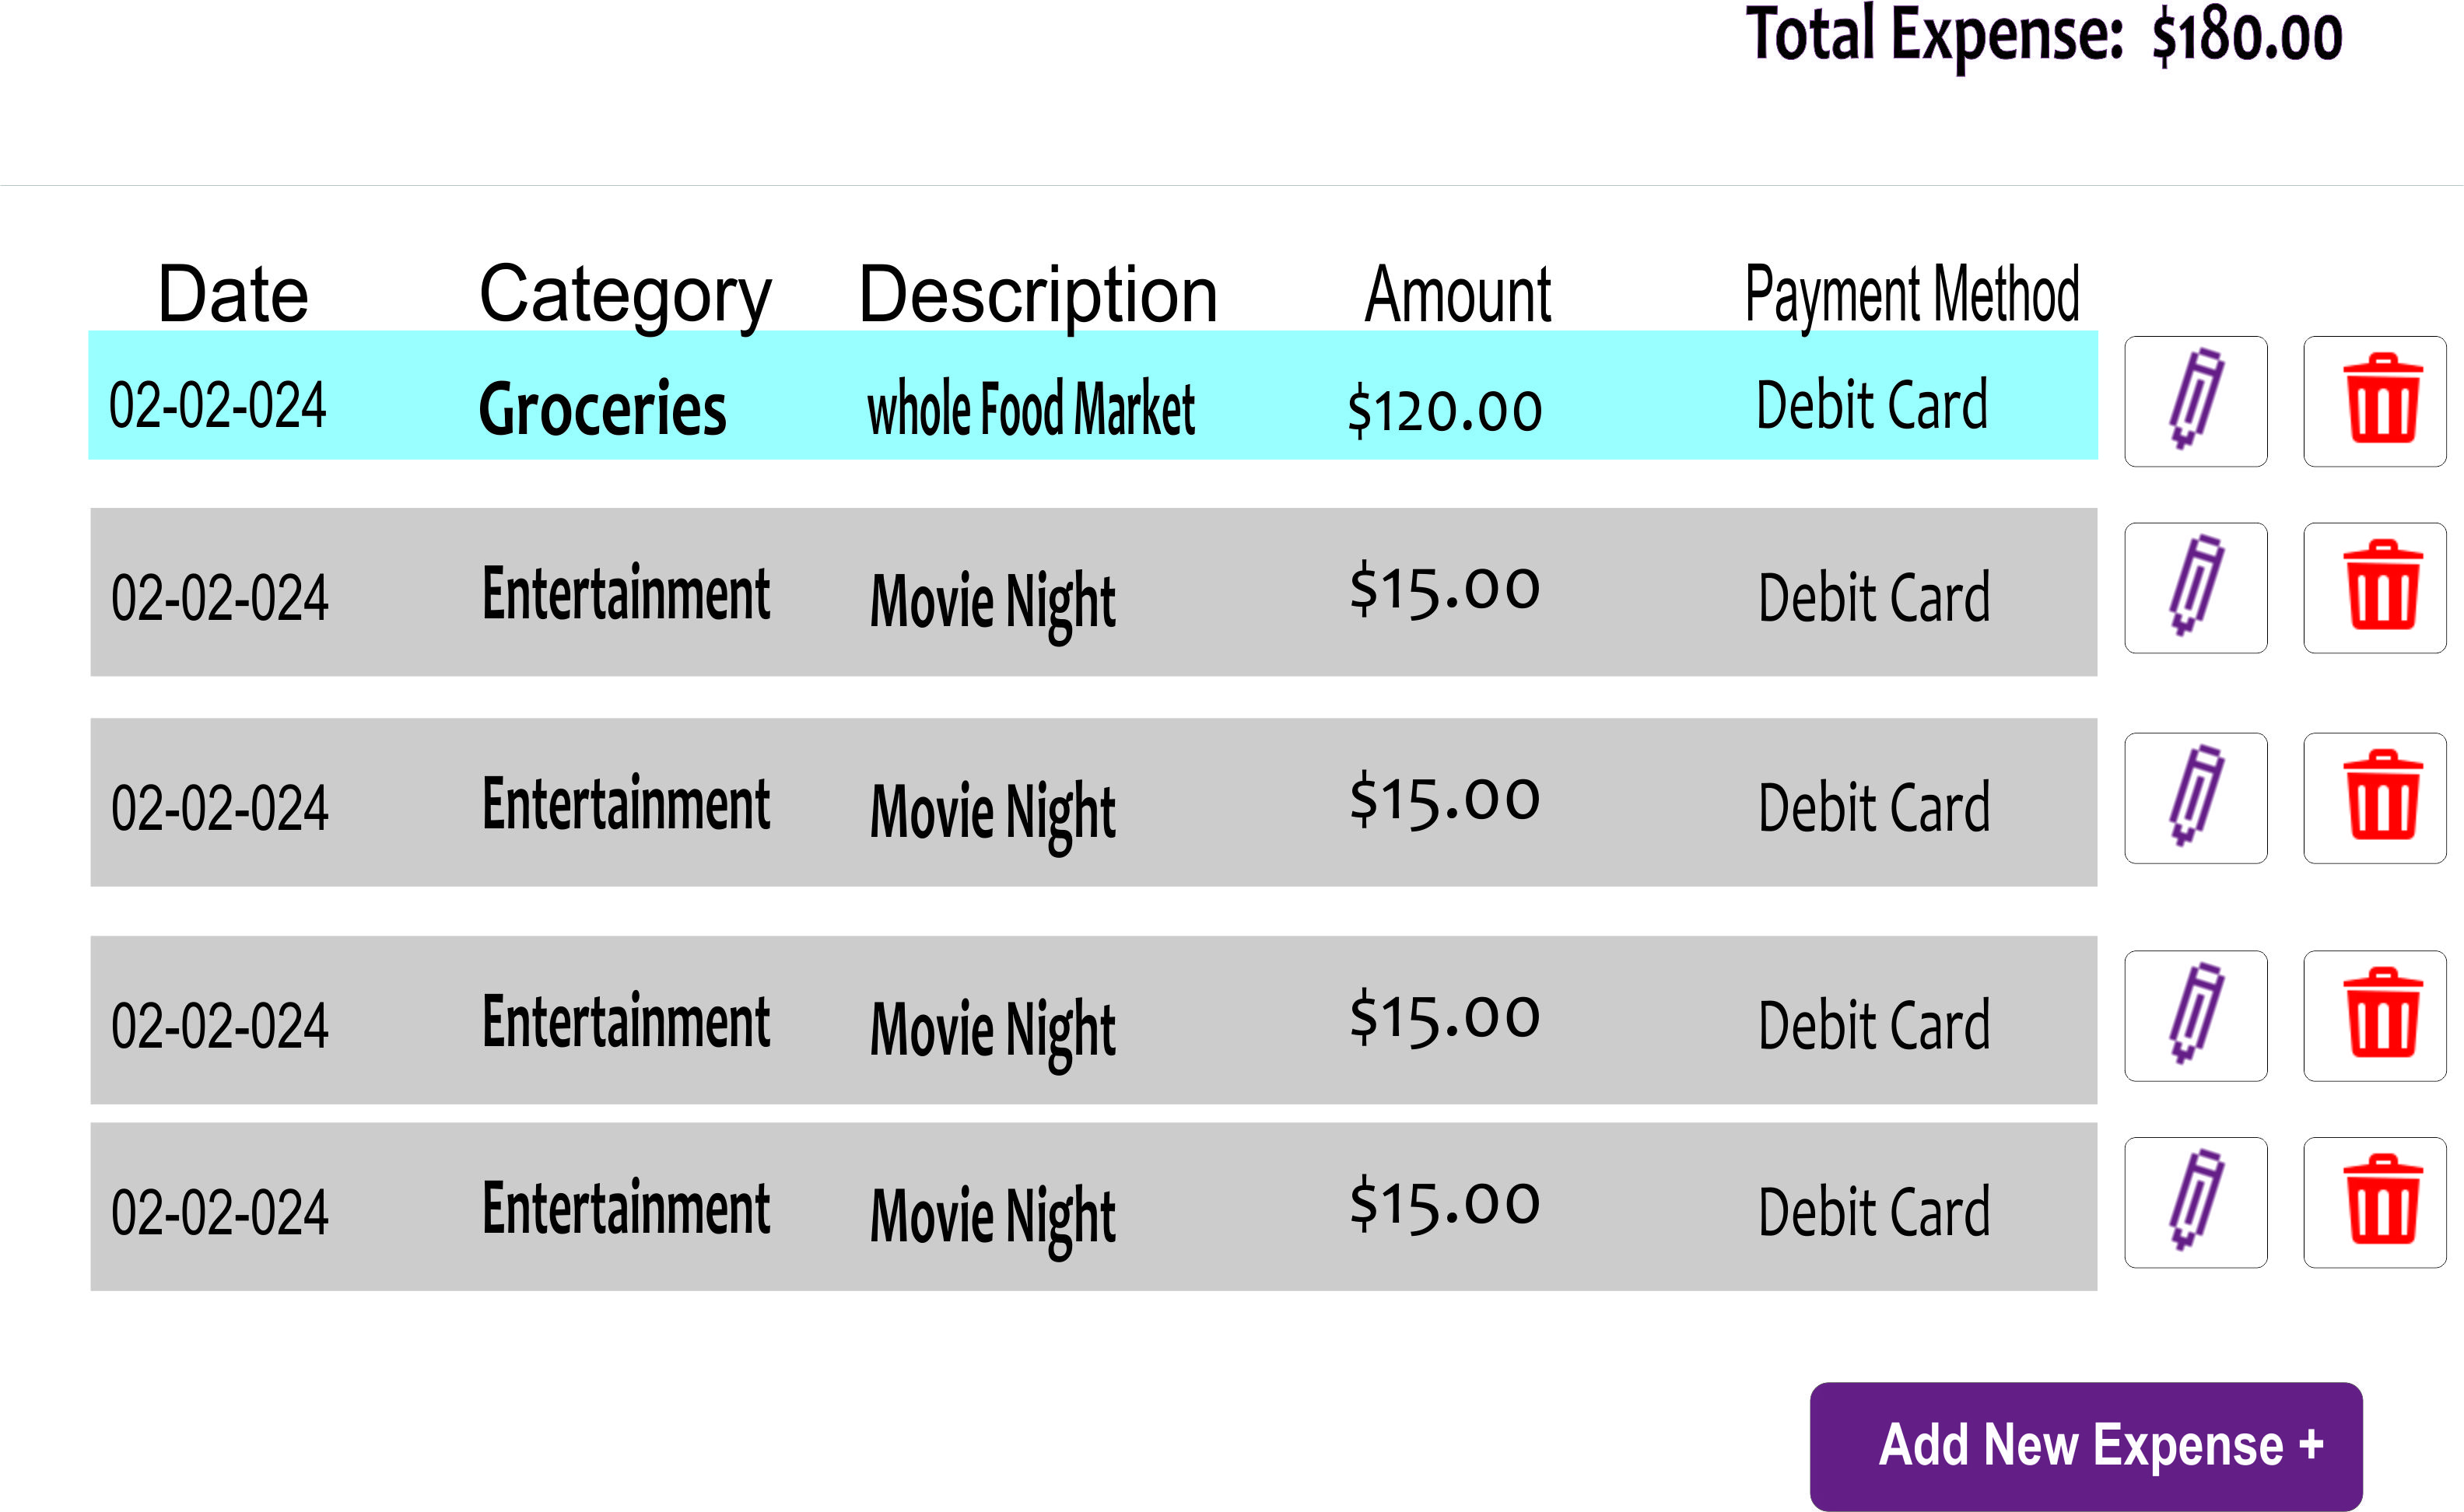 Total Expense: $180.00
Date Category Description Amount Payment Method
02-02-024 Groceries whole Food Market $120.00 Debit Card
02-02-024 Entertainment Movie Night $15.00 Debit Card
02-02-024 Entertainment Movie Night $15.00 Debit Card
02-02-024 Entertainment Movie Night $15.00 Debit Card
02-02-024 Entertainment Movie Night $15.00 Debit Card
Add New Expense +